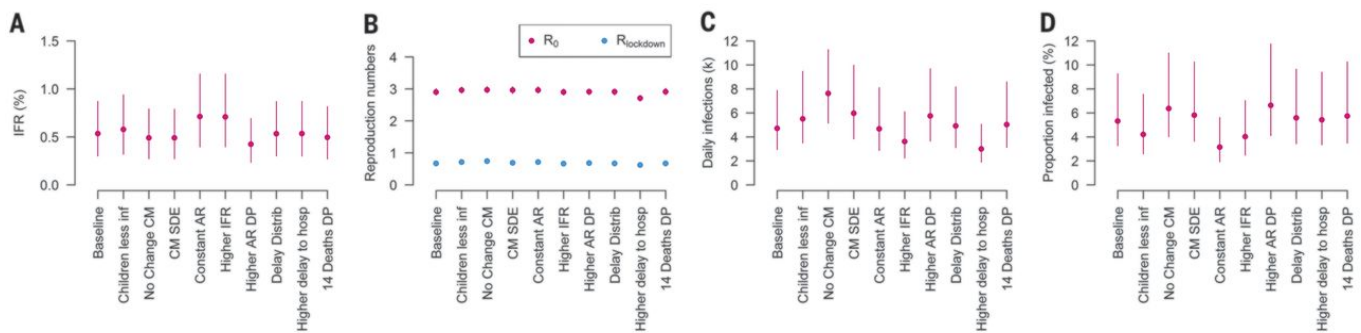 A
IFR (%)
1.5
1.0
0.5
0.0
Baseline
Children less inf
No Change CM
CM SDE
Constant AR
Higher IFR
Higher AR DP
Delay Distrib
Higher delay to hosp
14 Deaths DP
B
R0
Rlockdown
Reproduction numbers
4
3
2
1
0
Baseline
Children less inf
No Change CM
CM SDE
Constant AR
Higher IFR
Higher AR DP
Delay Distrib
Higher delay to hosp
14 Deaths DP
C
Daily infections (k)
12
10
8
6
4
2
0
Baseline
Children less inf
No Change CM
CM SDE
Constant AR
Higher IFR
Higher AR DP
Delay Distrib
Higher delay to hosp
14 Deaths DP
D
Proportion infected (%)
12
10
8
6
4
2
0
Baseline
Children less inf
No Change CM
CM SDE
Constant AR
Higher IFR
Higher AR DP
Delay Distrib
Higher delay to hosp
14 Deaths DP